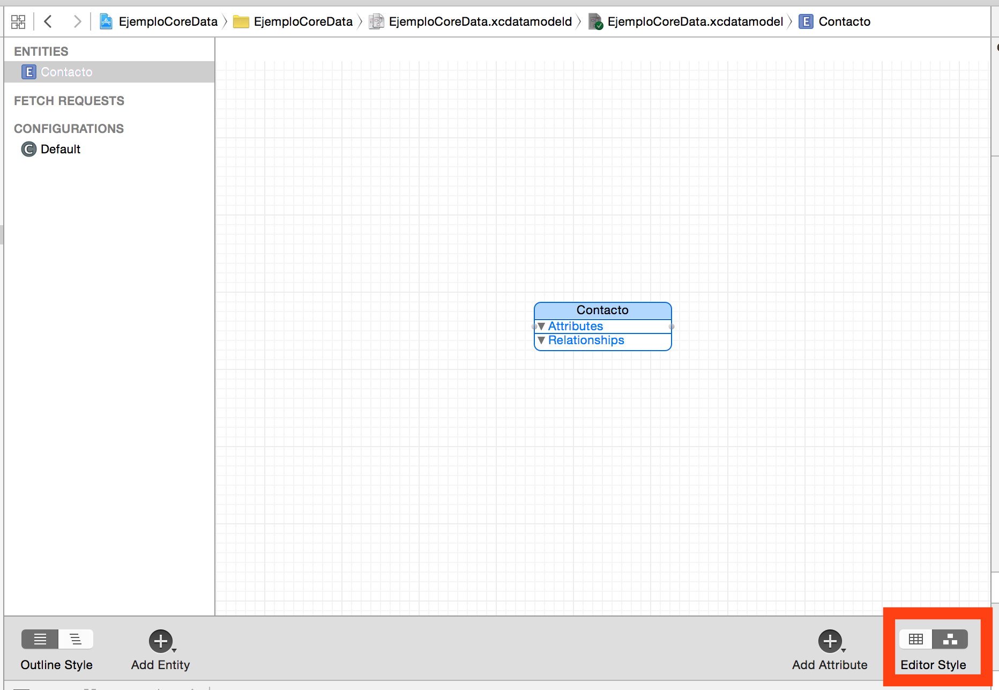 EjemploCoreData EjemploCoreData EjemploCoreData.xcdatamodeld EjemploCoreData.xcdatamodel E Contacto
ENTITIES
E Contacto
FETCH REQUESTS
CONFIGURATIONS
C Default
Contacto
Attributes
Relationships
Outline Style Add Entity Add Attribute Editor Style